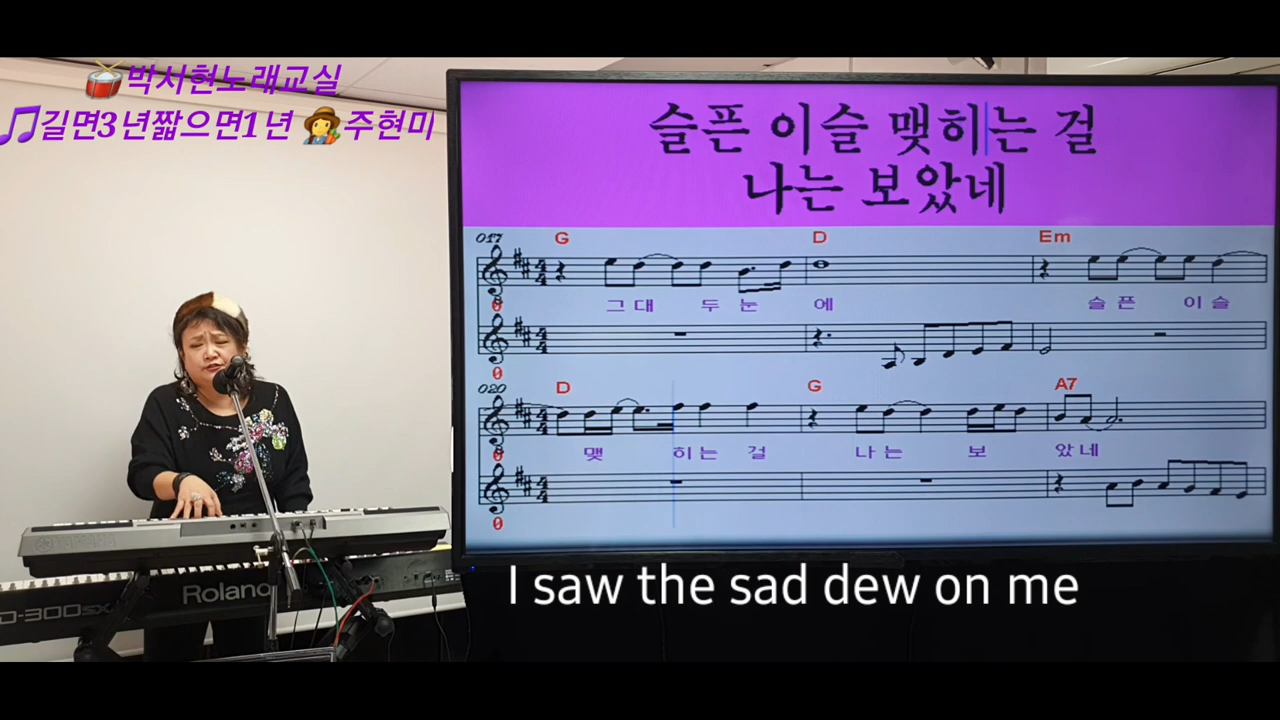 🥁박시현노래교실
🎵길면3년짧으면1년 👩‍🌾주현미
슬픈 이슬 맺히는 걸
나는 보았네
017 G D Em
그대 두눈 에 슬픈 이슬
020 D G A7
맺 히는 걸 나는 보 았네
Roland
D-300SX
I saw the sad dew on me